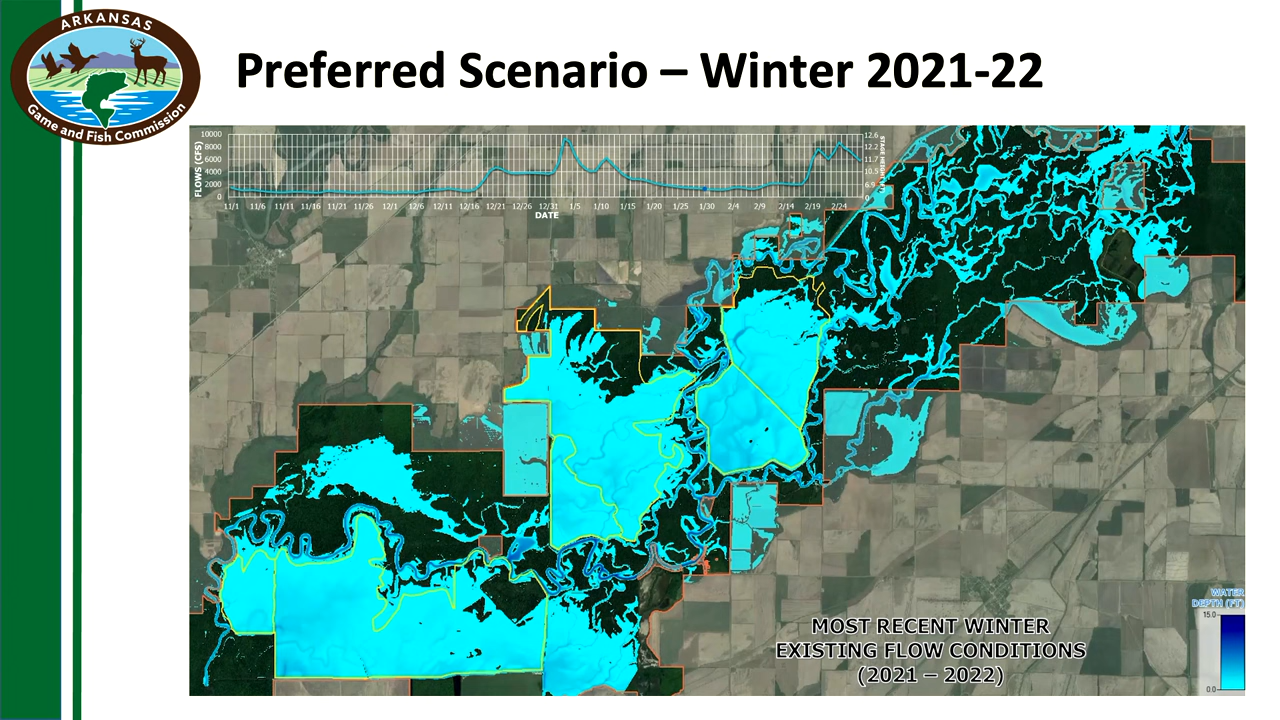 ARKANSAS
Game and Fish Commission
Preferred Scenario – Winter 2021-22
FLOWS (CFS)
10000
8000
6000
4000
2000
0
12.6
12.2
11.7
10.5
6.9
11/1 11/6 11/11 11/16 11/21 11/26 12/1 12/6 12/11 12/16 12/21 12/26 12/31 1/5 1/10 1/15 1/20 1/25 1/30 2/4 2/9 2/14 2/19 2/24
DATE
MOST RECENT WINTER
EXISTING FLOW CONDITIONS
(2021 – 2022)
WATER
DEPTH (FT)
15.0
0.0